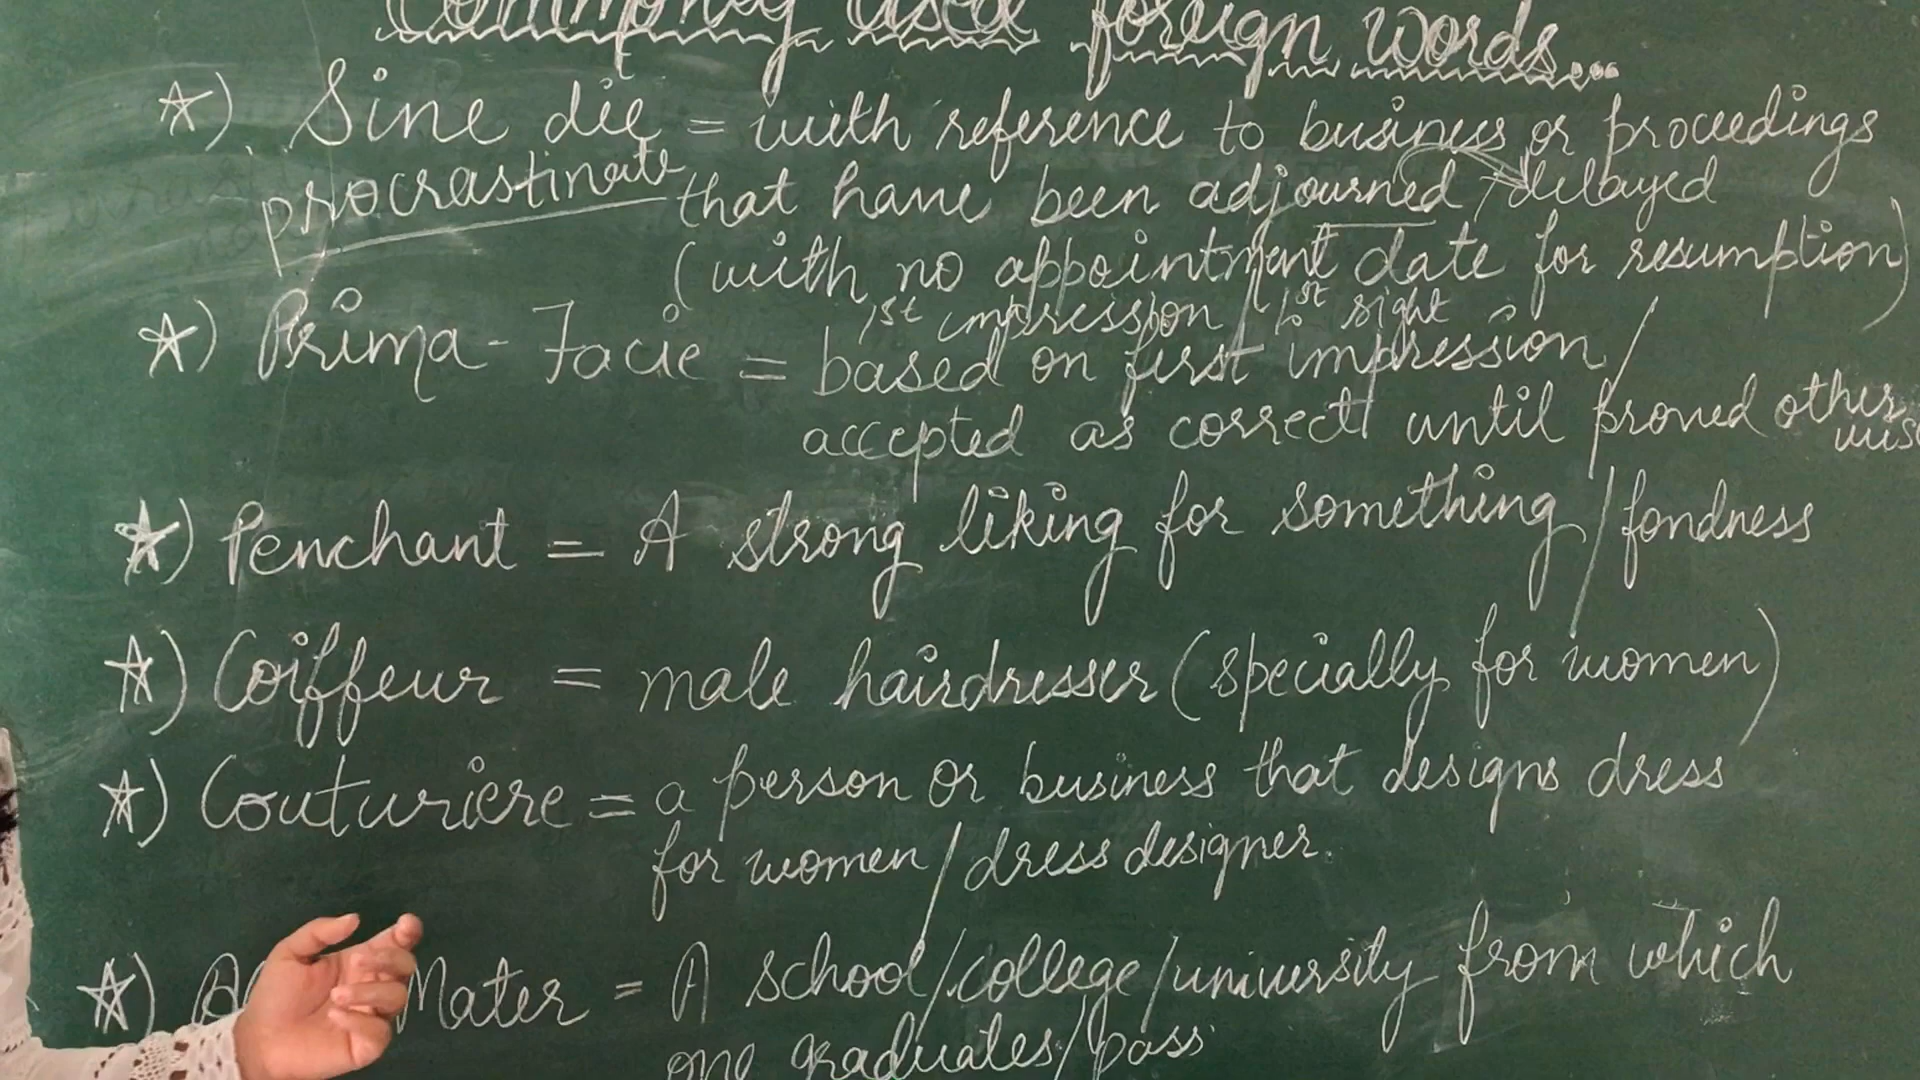 Commonly used foreign words...
☆) Sine die = with reference to business or proceedings
procrastinate that have been adjourned / delayed
(with no appointment date for resumption)
1st impression / 1st sight
☆) Prima-Facie = based on first impression /
accepted as correct until proved otherwise
☆) Penchant = A strong liking for something / fondness
☆) Coiffeur = male hairdresser (specially for women)
☆) Couturiere = a person or business that designs dress
for women / dress designer.
☆) Mater = A school/college/university from which
one graduates/pass